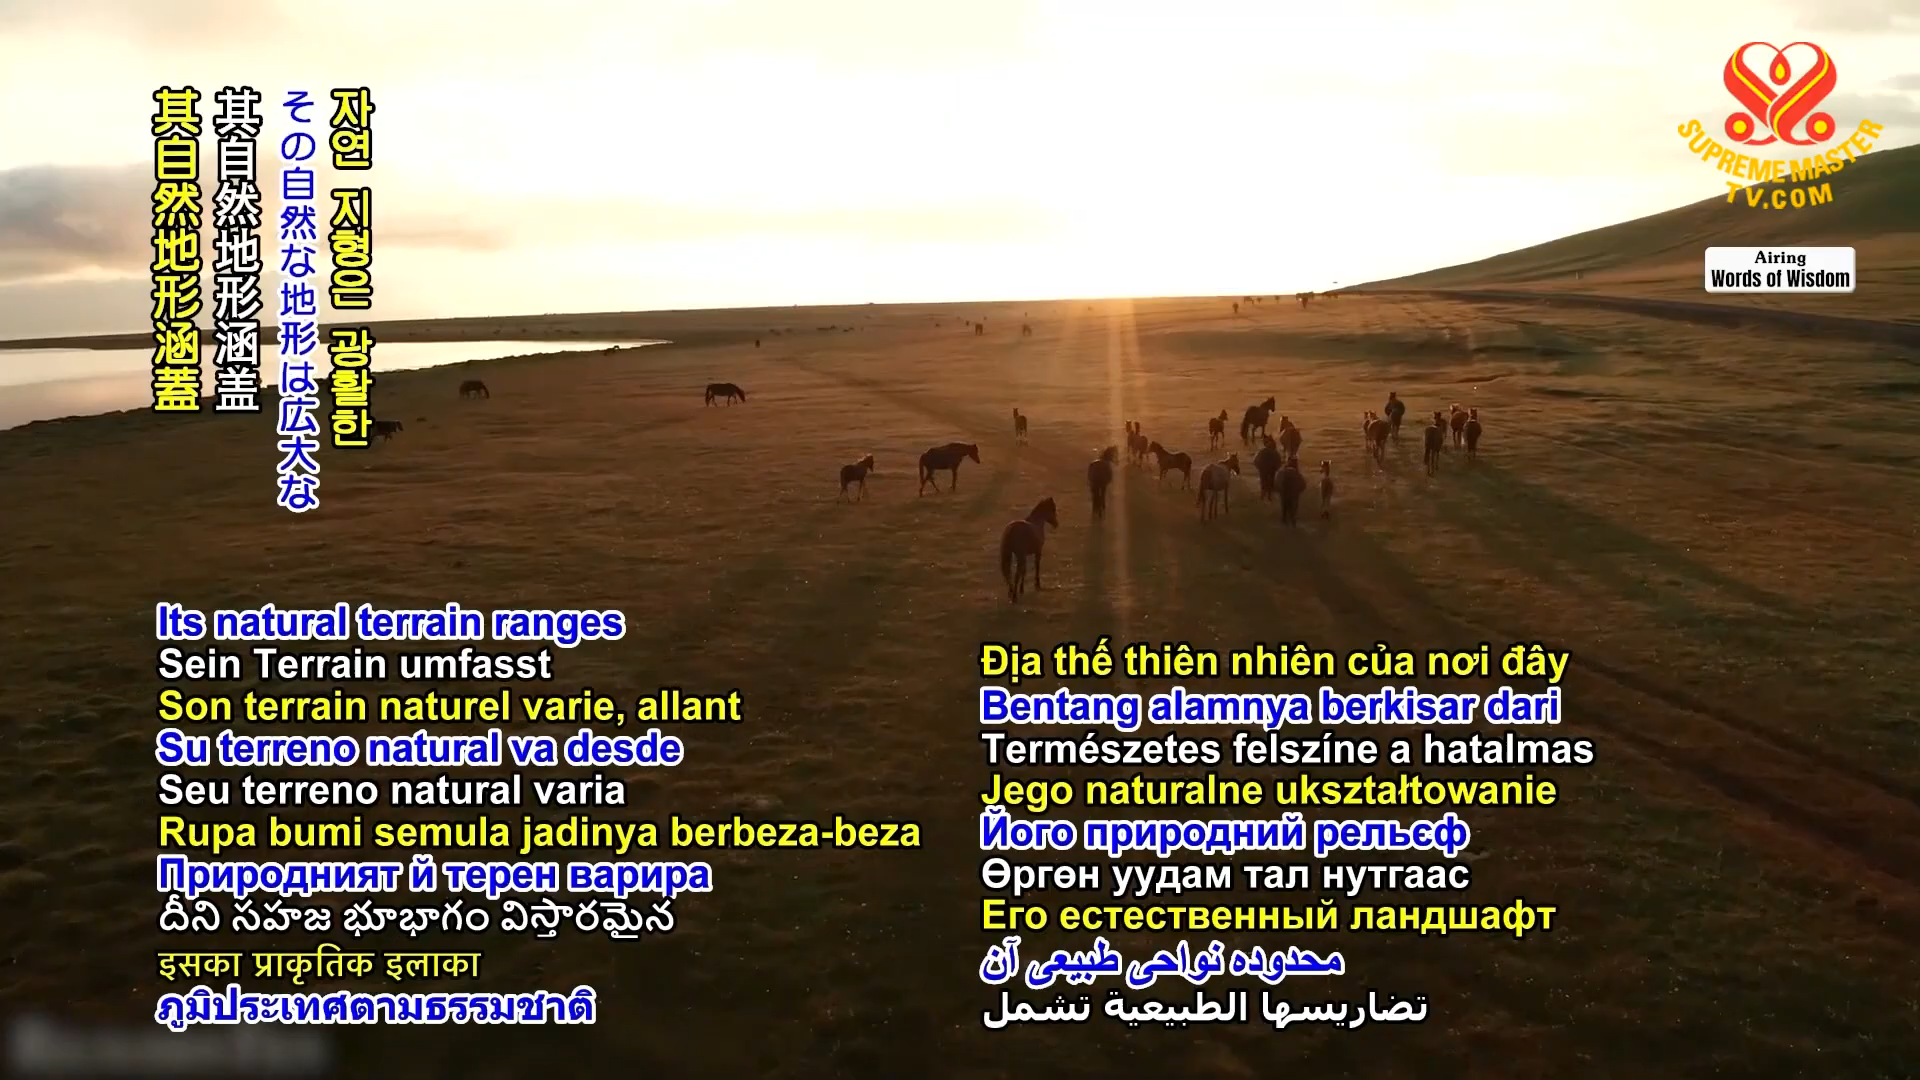 其自然地形涵蓋
其自然地形涵盖
その自然な地形は広大な
자연 지형은 광활한
SUPREME MASTER
TV.COM
Airing
Words of Wisdom
Its natural terrain ranges
Sein Terrain umfasst
Son terrain naturel varie, allant
Su terreno natural va desde
Seu terreno natural varia
Rupa bumi semula jadinya berbeza-beza
Природният й терен варира
దీని సహజ భూభాగం విస్తారమైన
इसका प्राकृतिक इलाका
ภูมิประเทศตามธรรมชาติ
Địa thế thiên nhiên của nơi đây
Bentang alamnya berkisar dari
Természetes felszíne a hatalmas
Jego naturalne ukształtowanie
Його природний рельєф
Өргөн уудам тал нутгаас
Его естественный ландшафт
محدوده نواحی طبیعی آن
تضاريسها الطبيعية تشمل